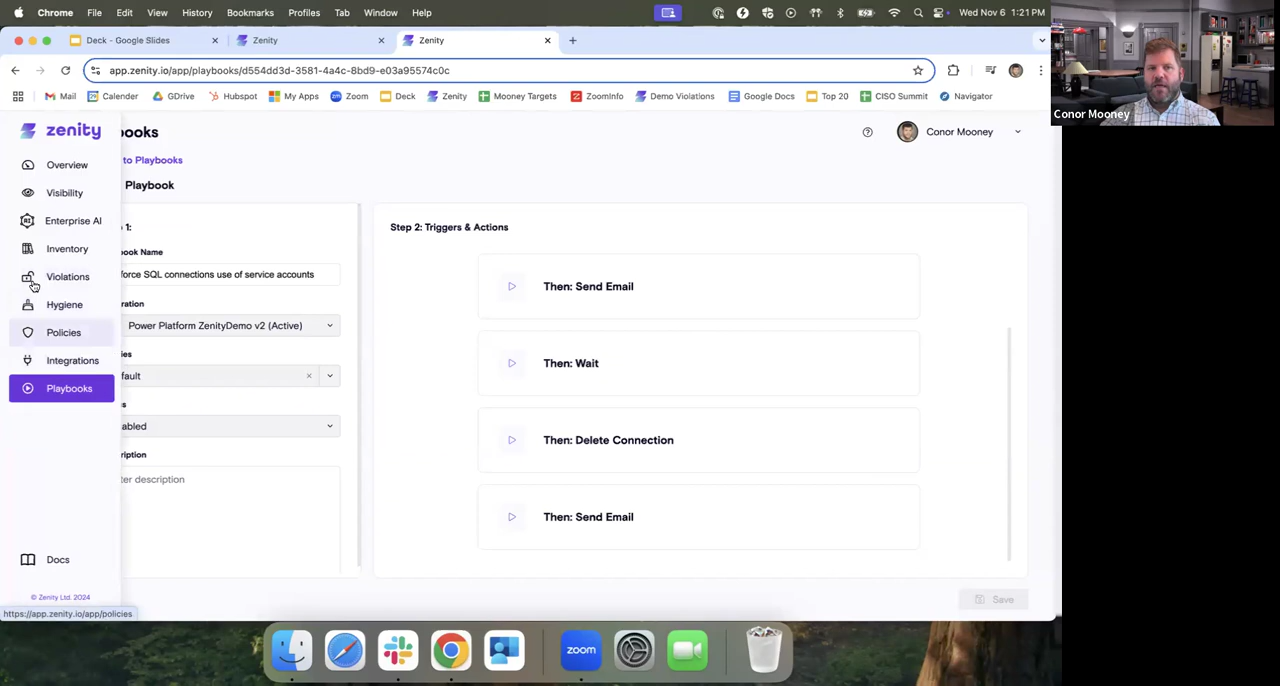 Chrome File Edit View History Bookmarks Profiles Tab Window Help Wed Nov 6 1:21 PM
Deck - Google Slides Zenity Zenity
app.zenity.io/app/playbooks/d554dd3d-3581-4a4c-8bd9-e03a95574c0c
Mail Calender GDrive Hubspot My Apps Zoom Deck Zenity Mooney Targets ZoomInfo Demo Violations Google Docs Top 20 CISO Summit Navigator
Conor Mooney
zenity
books
Conor Mooney
to Playbooks
Playbook
Overview
Visibility
Enterprise AI
Inventory
Violations
Hygiene
Policies
Integrations
Playbooks
Docs
© Zenity Ltd. 2024
https://app.zenity.io/app/policies
1:
ook Name
force SQL connections use of service accounts
ration
Power Platform ZenityDemo v2 (Active)
ies
fault
s
abled
ription
ter description
Step 2: Triggers & Actions
Then: Send Email
Then: Wait
Then: Delete Connection
Then: Send Email
Save
zoom